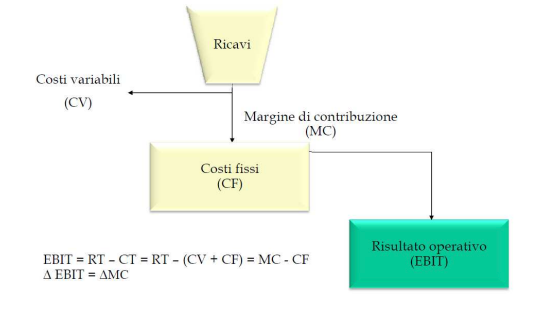 Ricavi
Costi variabili
(CV)
Margine di contribuzione
(MC)
Costi fissi
(CF)
Risultato operativo
(EBIT)
EBIT = RT – CT = RT – (CV + CF) = MC - CF
Δ EBIT = ΔMC